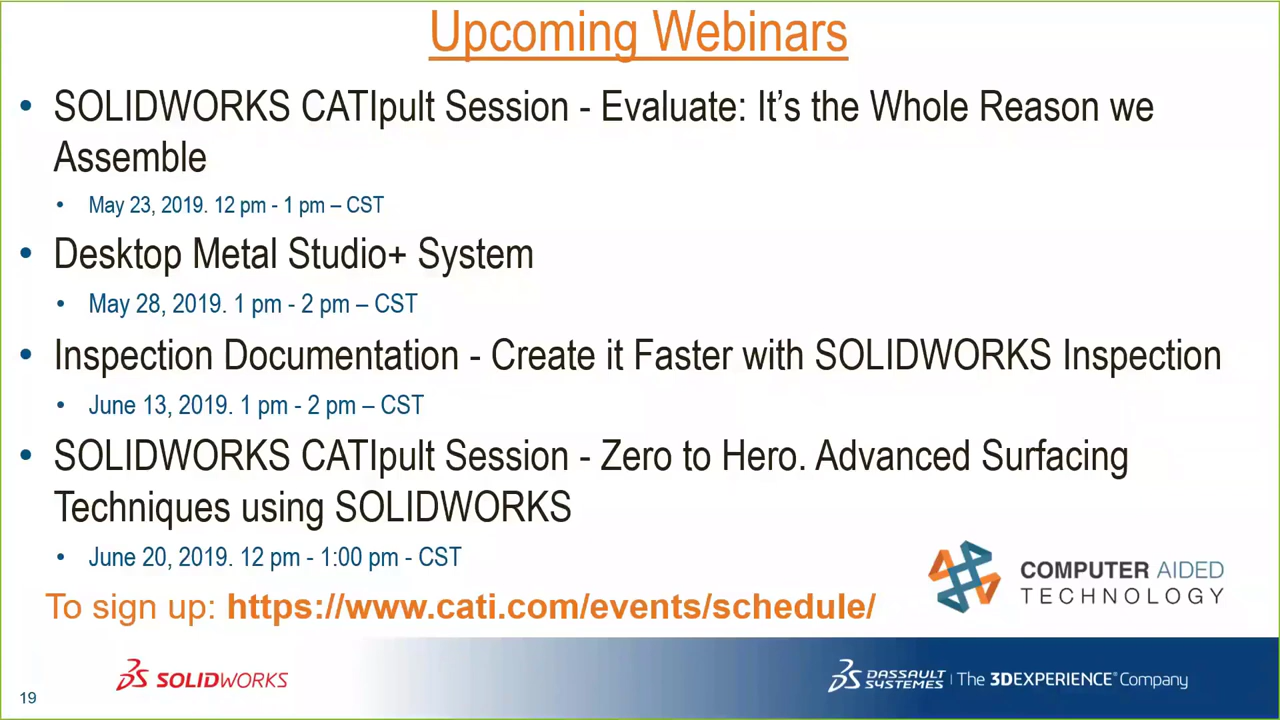 Upcoming Webinars
• SOLIDWORKS CATIpult Session - Evaluate: It's the Whole Reason we
Assemble
• May 23, 2019. 12 pm - 1 pm – CST
• Desktop Metal Studio+ System
• May 28, 2019. 1 pm - 2 pm – CST
• Inspection Documentation - Create it Faster with SOLIDWORKS Inspection
• June 13, 2019. 1 pm - 2 pm – CST
• SOLIDWORKS CATIpult Session - Zero to Hero. Advanced Surfacing
Techniques using SOLIDWORKS
• June 20, 2019. 12 pm - 1:00 pm - CST
COMPUTER AIDED
TECHNOLOGY
To sign up: https://www.cati.com/events/schedule/
SOLIDWORKS
DASSAULT
SYSTEMES | The 3DEXPERIENCE® Company
19